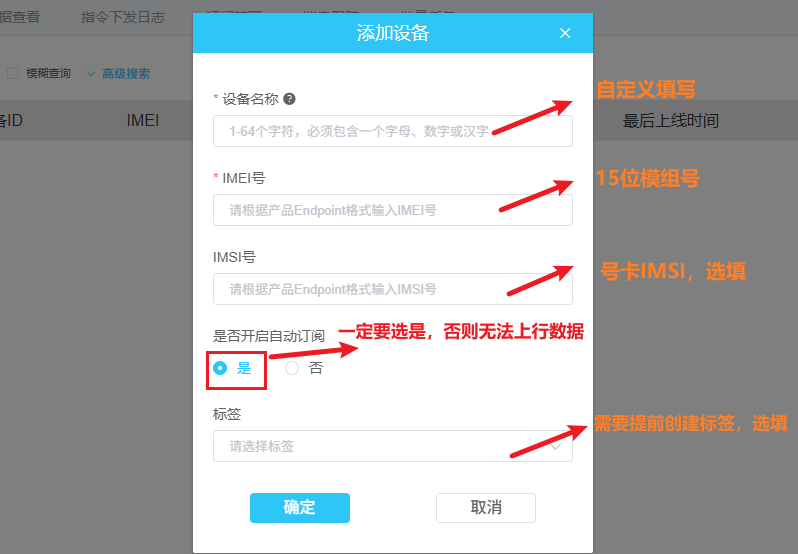 据查看 指令下发日志
添加设备
模糊查询 高级搜索
* 设备名称
自定义填写
备ID IMEI 最后上线时间
1-64个字符，必须包含一个字母、数字或汉字
* IMEI号
15位模组号
请根据产品Endpoint格式输入IMEI号
IMSI号
号卡IMSI，选填
请根据产品Endpoint格式输入IMSI号
是否开启自动订阅
一定要选是，否则无法上行数据
是 否
标签
需要提前创建标签，选填
请选择标签
确定 取消